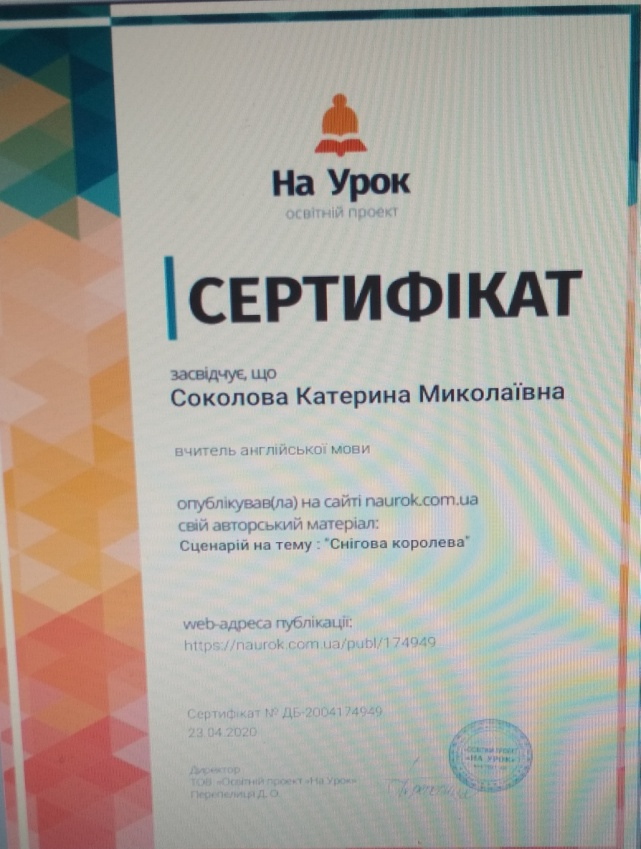 На Урок
освітній проект
СЕРТИФІКАТ
засвідчує, що
Соколова Катерина Миколаївна
вчитель англійської мови
опублікував(ла) на сайті naurok.com.ua
свій авторський матеріал:
Сценарій на тему : "Снігова королева"
web-адреса публікації:
https://naurok.com.ua/publ/174949
Сертифікат № ДБ-2004174949
23.04.2020
Директор
ТОВ «Освітній проект «На Урок»
Перепелиця Д. О.
«НА УРОК»